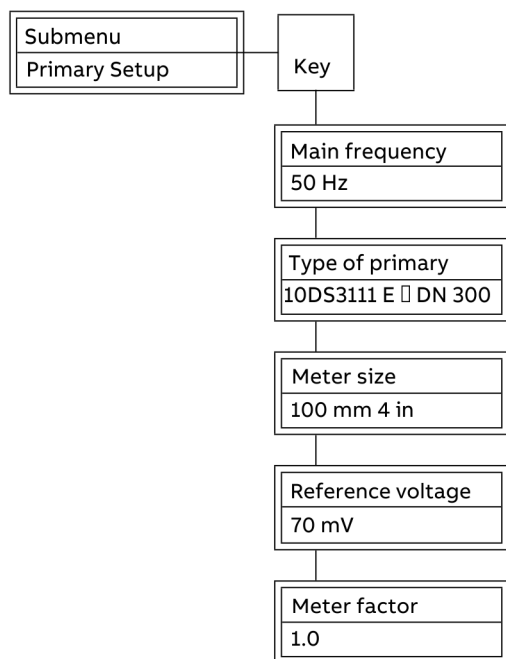 Submenu
Primary Setup
Key
Main frequency
50 Hz
Type of primary
10DS3111 E ▯ DN 300
Meter size
100 mm 4 in
Reference voltage
70 mV
Meter factor
1.0